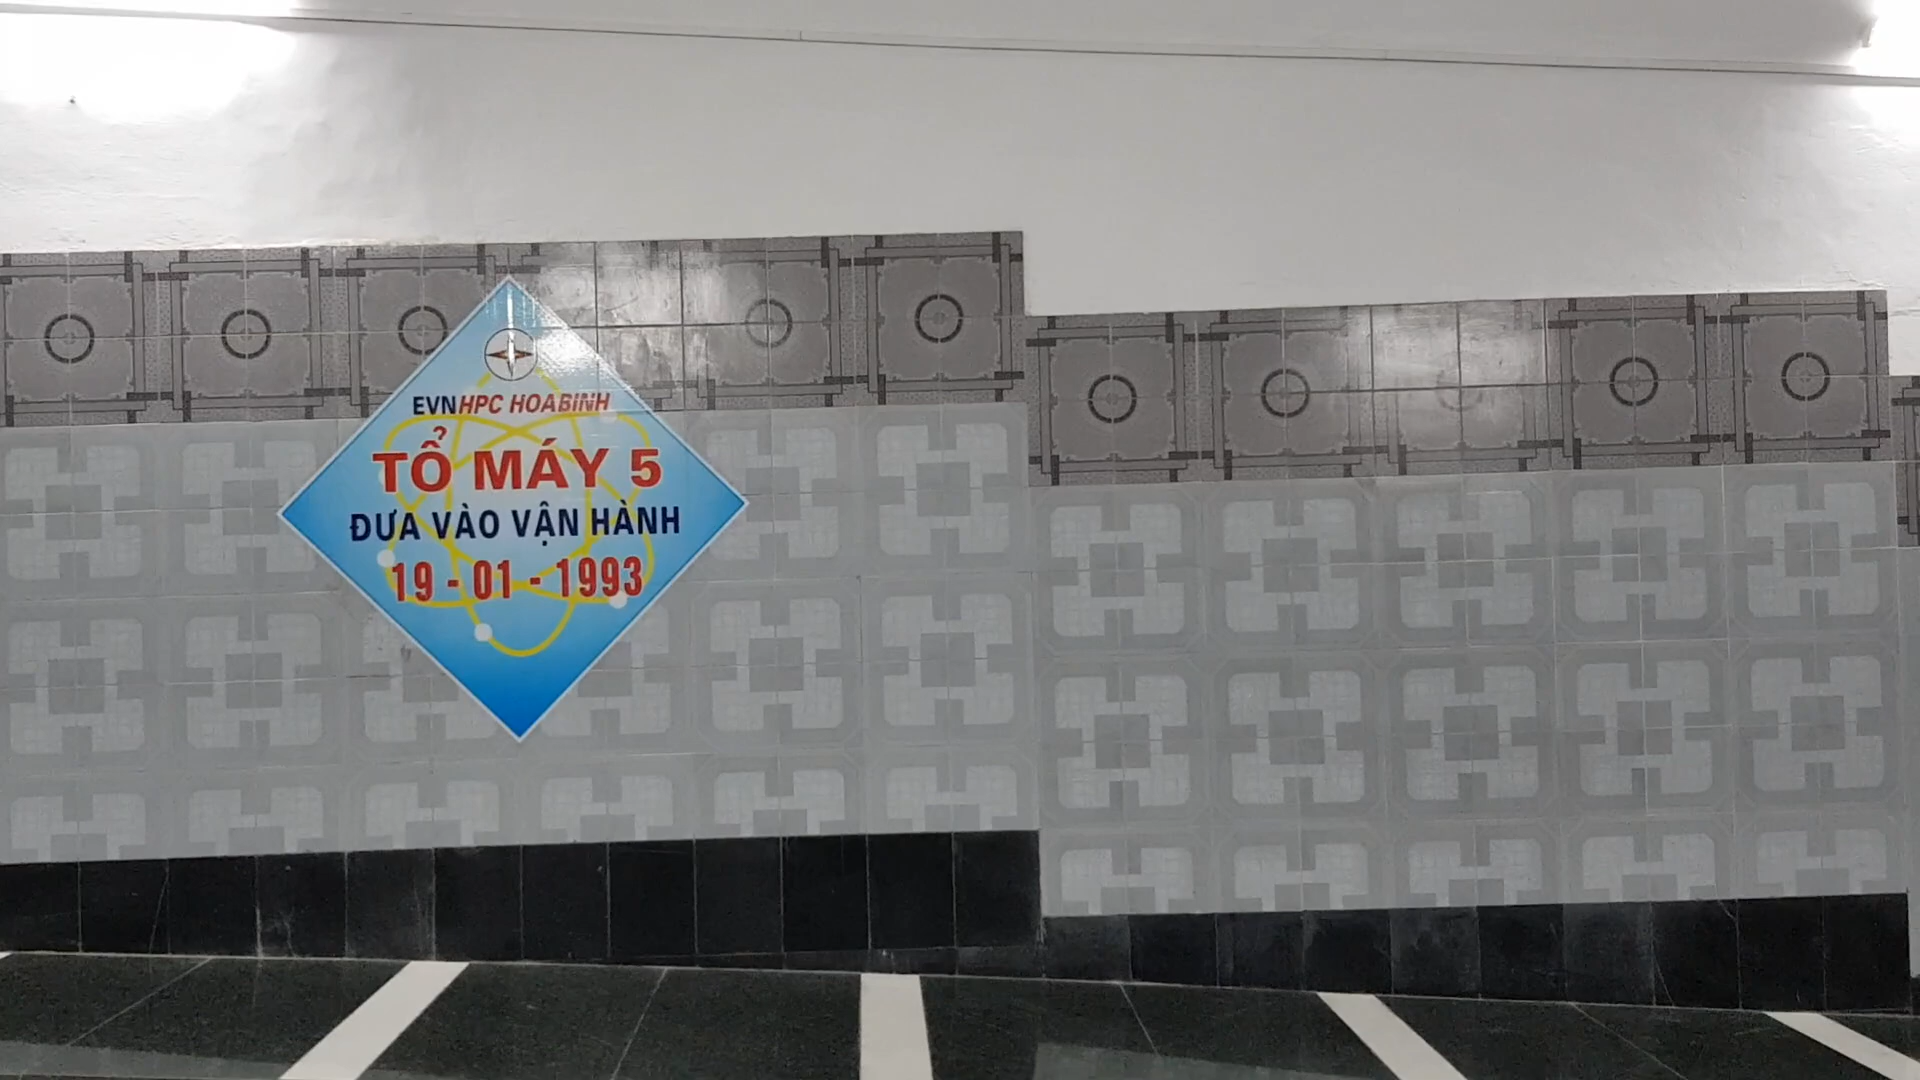 EVNHPC HOABINH
TỔ MÁY 5
ĐƯA VÀO VẬN HÀNH
19 - 01 - 1993